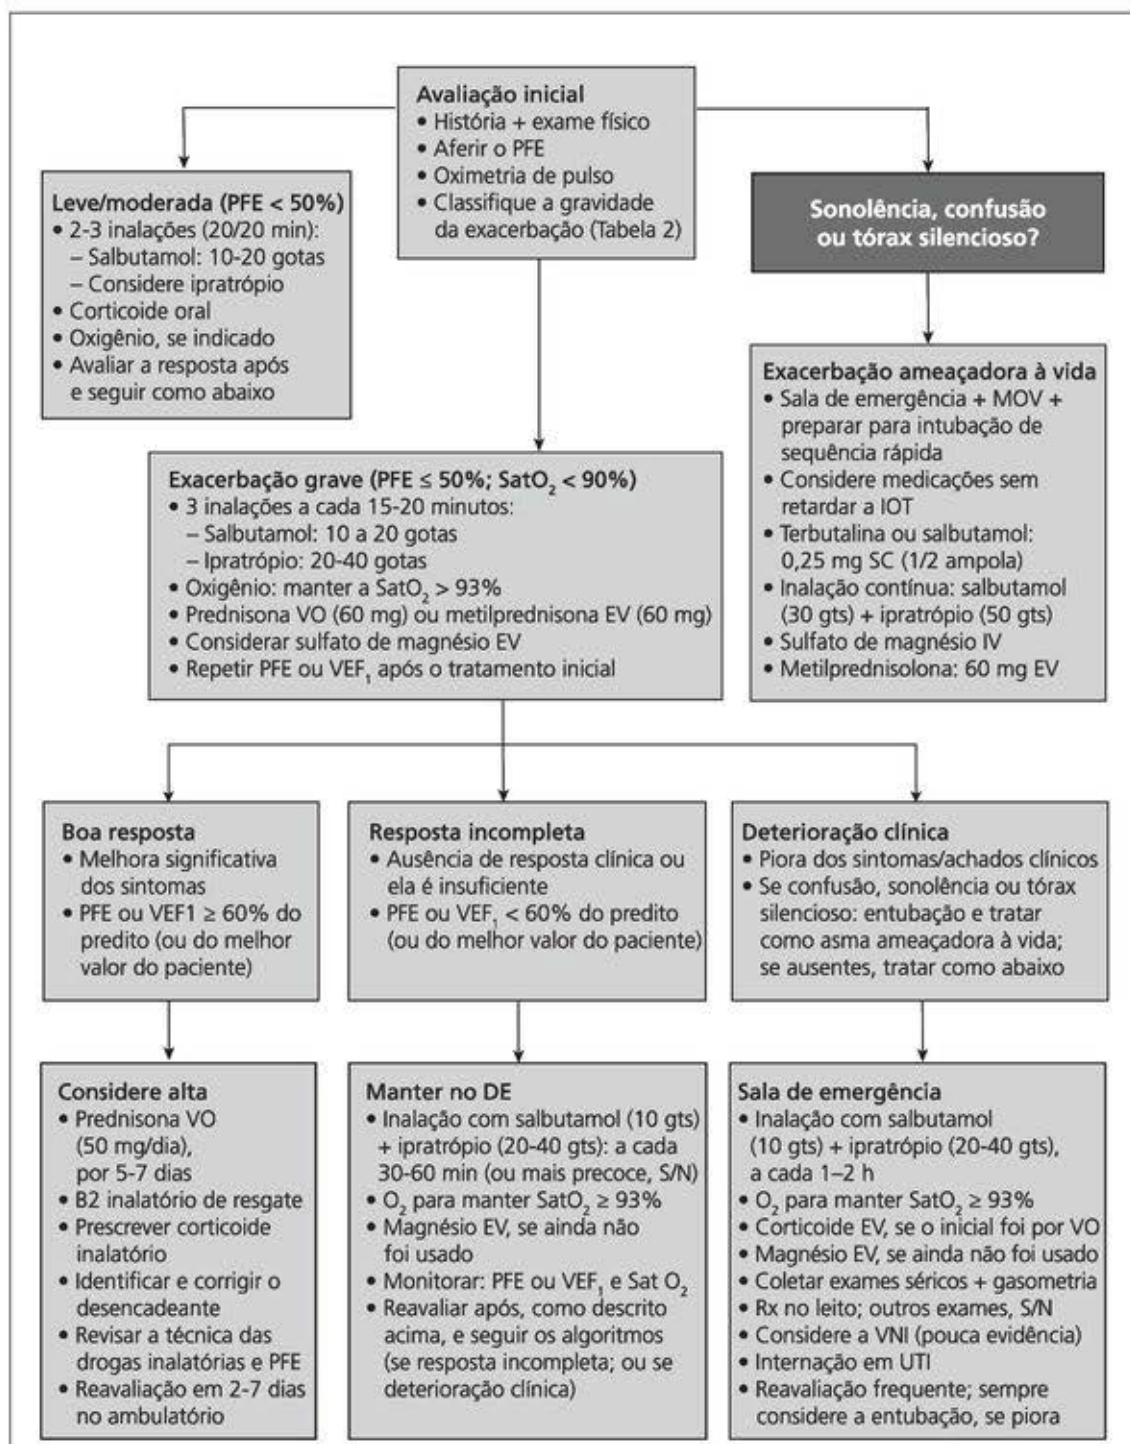 Avaliação inicial
• História + exame físico
• Aferir o PFE
• Oximetria de pulso
• Classifique a gravidade
da exacerbação (Tabela 2)
Leve/moderada (PFE < 50%)
• 2-3 inalações (20/20 min):
– Salbutamol: 10-20 gotas
– Considere ipratrópio
• Corticoide oral
• Oxigênio, se indicado
• Avaliar a resposta após
e seguir como abaixo
Sonolência, confusão
ou tórax silencioso?
Exacerbação ameaçadora à vida
• Sala de emergência + MOV +
preparar para intubação de
sequência rápida
• Considere medicações sem
retardar a IOT
• Terbutalina ou salbutamol:
0,25 mg SC (1/2 ampola)
• Inalação contínua: salbutamol
(30 gts) + ipratrópio (50 gts)
• Sulfato de magnésio IV
• Metilprednisolona: 60 mg EV
Exacerbação grave (PFE ≤ 50%; SatO₂ < 90%)
• 3 inalações a cada 15-20 minutos:
– Salbutamol: 10 a 20 gotas
– Ipratrópio: 20-40 gotas
• Oxigênio: manter a SatO₂ > 93%
• Prednisona VO (60 mg) ou metilprednisona EV (60 mg)
• Considerar sulfato de magnésio EV
• Repetir PFE ou VEF₁ após o tratamento inicial
Boa resposta
• Melhora significativa
dos sintomas
• PFE ou VEF1 ≥ 60% do
predito (ou do melhor
valor do paciente)
Resposta incompleta
• Ausência de resposta clínica ou
ela é insuficiente
• PFE ou VEF₁ < 60% do predito
(ou do melhor valor do paciente)
Deterioração clínica
• Piora dos sintomas/achados clínicos
• Se confusão, sonolência ou tórax
silencioso: entubação e tratar
como asma ameaçadora à vida;
se ausentes, tratar como abaixo
Considere alta
• Prednisona VO
(50 mg/dia),
por 5-7 dias
• B2 inalatório de resgate
• Prescrever corticoide
inalatório
• Identificar e corrigir o
desencadeante
• Revisar a técnica das
drogas inalatórias e PFE
• Reavaliação em 2-7 dias
no ambulatório
Manter no DE
• Inalação com salbutamol (10 gts)
+ ipratrópio (20-40 gts): a cada
30-60 min (ou mais precoce, S/N)
• O₂ para manter SatO₂ ≥ 93%
• Magnésio EV, se ainda não
foi usado
• Monitorar: PFE ou VEF₁ e Sat O₂
• Reavaliar após, como descrito
acima, e seguir os algoritmos
(se resposta incompleta; ou se
deterioração clínica)
Sala de emergência
• Inalação com salbutamol
(10 gts) + ipratrópio (20-40 gts),
a cada 1–2 h
• O₂ para manter SatO₂ ≥ 93%
• Corticoide EV, se o inicial foi por VO
• Magnésio EV, se ainda não foi usado
• Coletar exames séricos + gasometria
• Rx no leito; outros exames, S/N
• Considere a VNI (pouca evidência)
• Internação em UTI
• Reavaliação frequente; sempre
considere a entubação, se piora